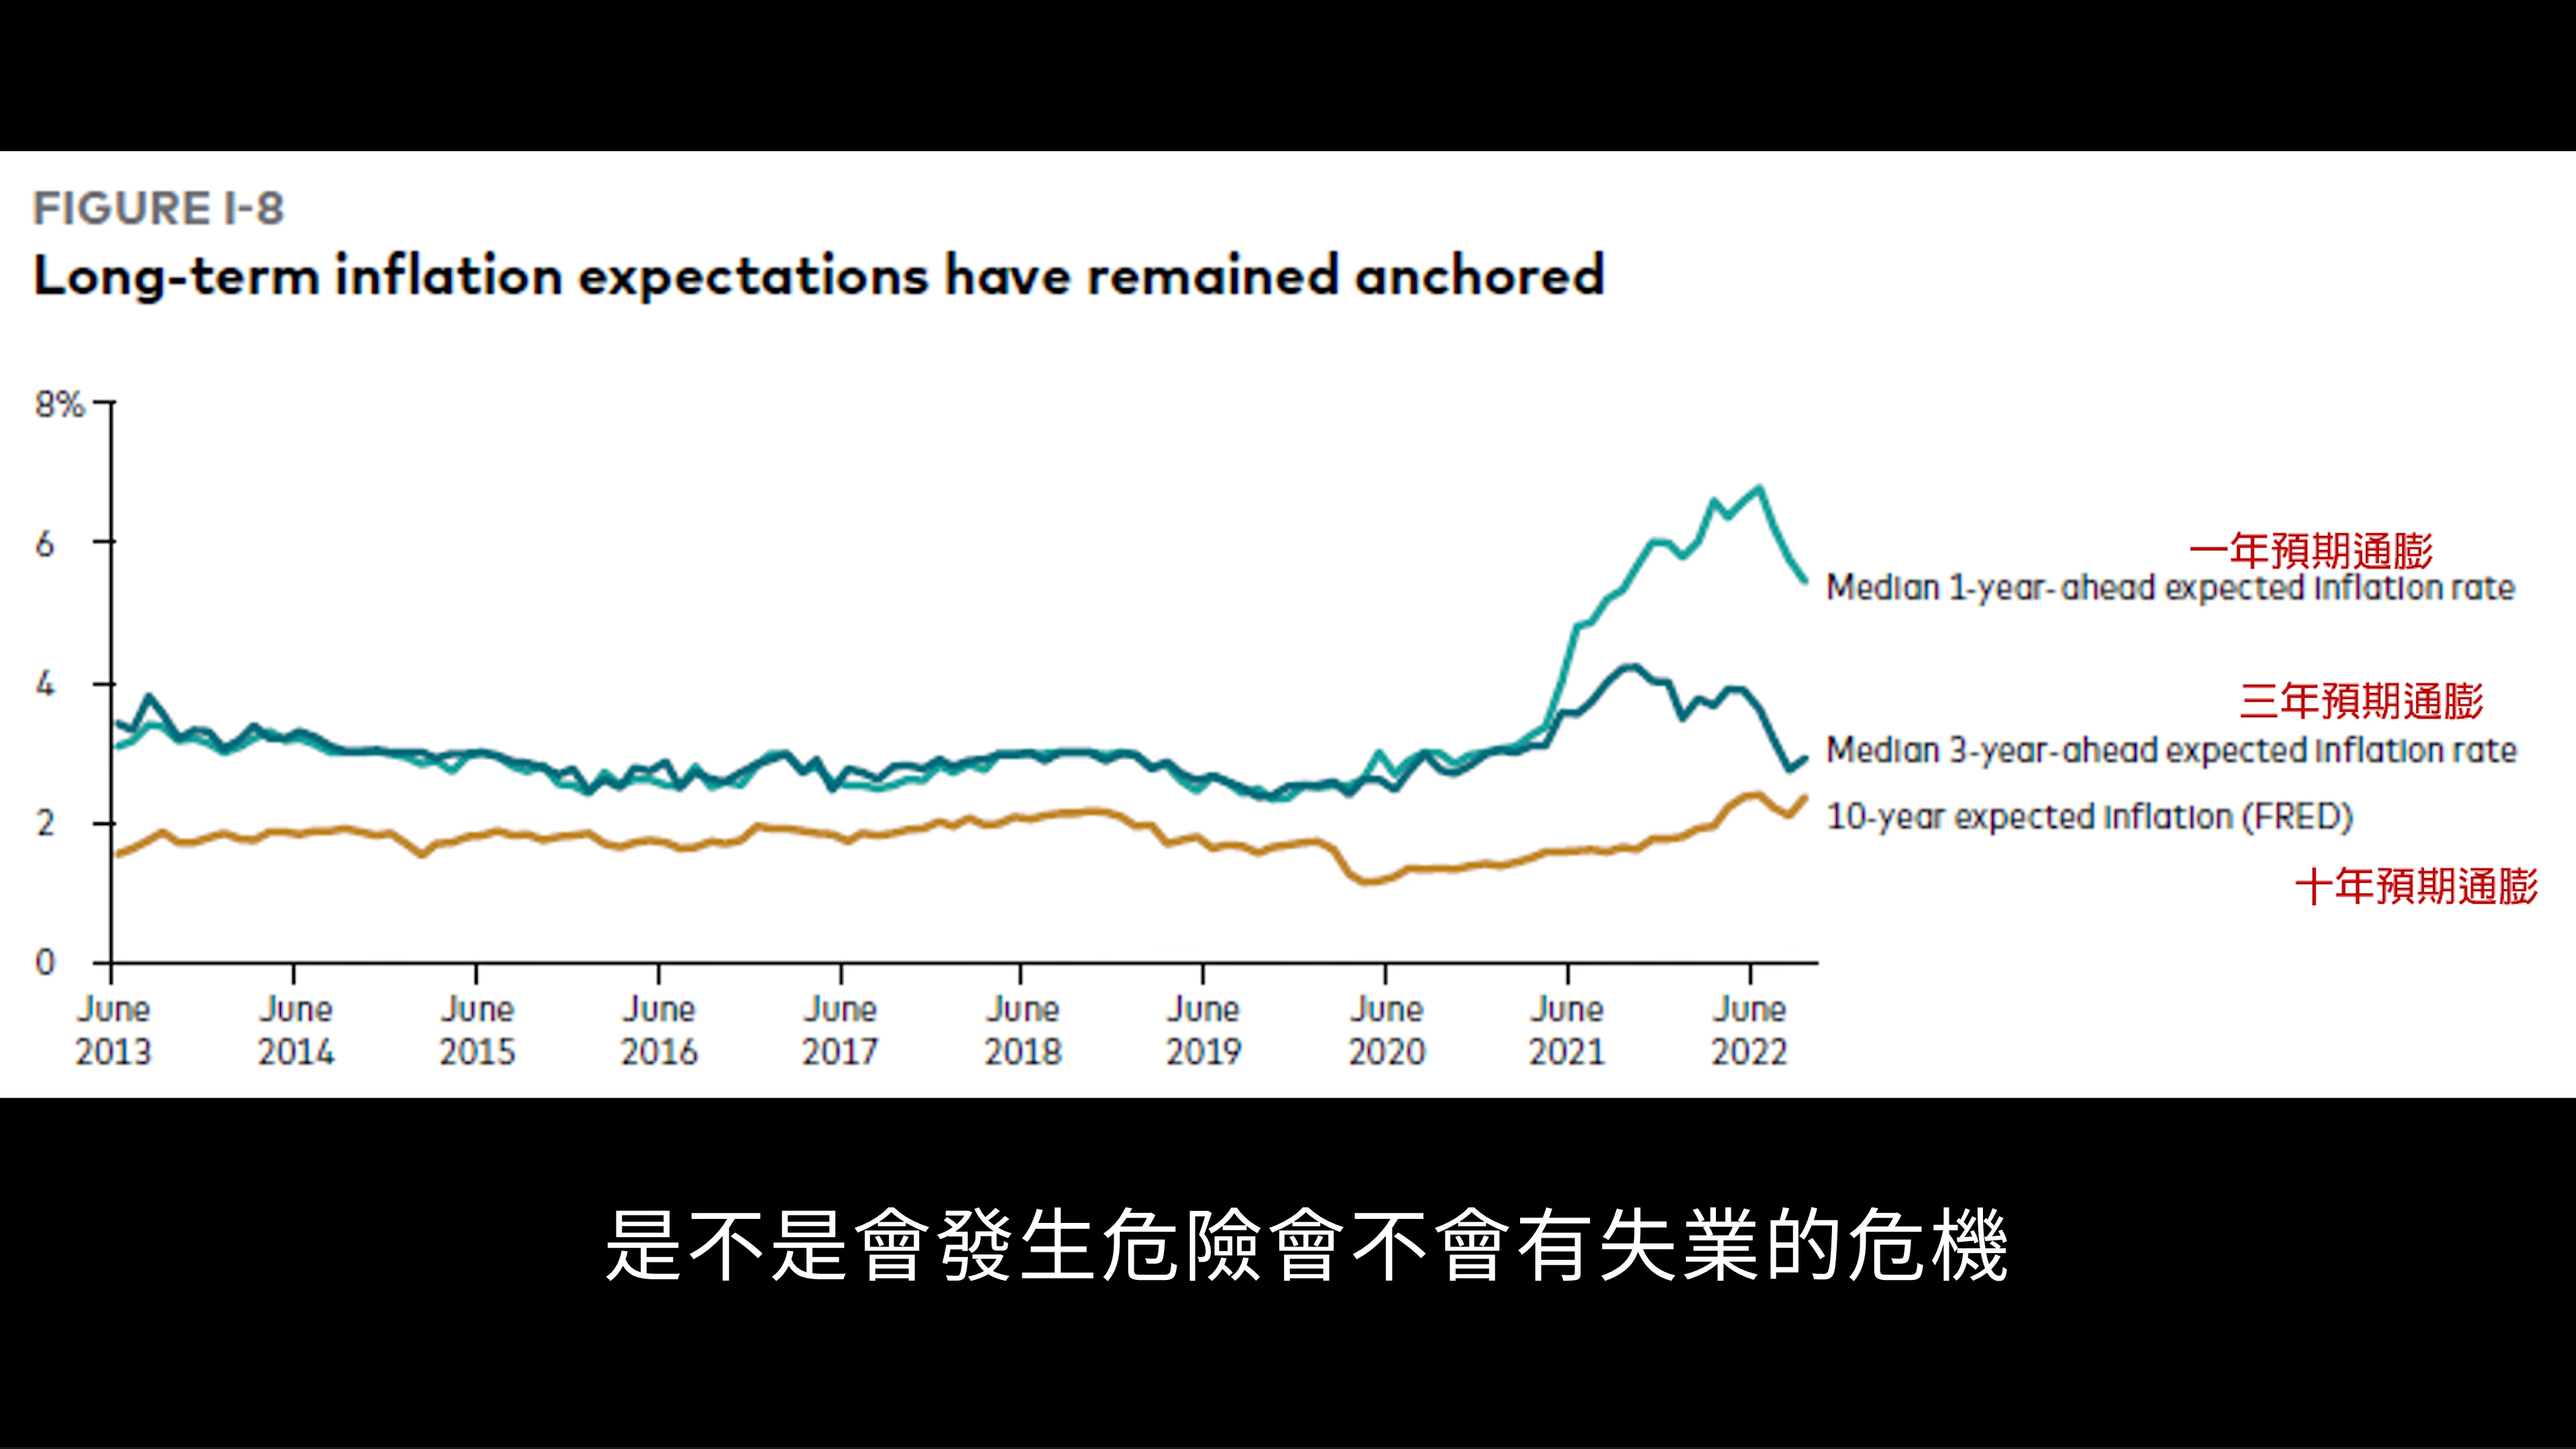 FIGURE I-8
Long-term inflation expectations have remained anchored
8%
6
4
2
0
一年預期通膨
Median 1-year-ahead expected inflation rate
三年預期通膨
Median 3-year-ahead expected inflation rate
10-year expected inflation (FRED)
十年預期通膨
June June June June June June June June June June
2013 2014 2015 2016 2017 2018 2019 2020 2021 2022
是不是會發生危險會不會有失業的危機